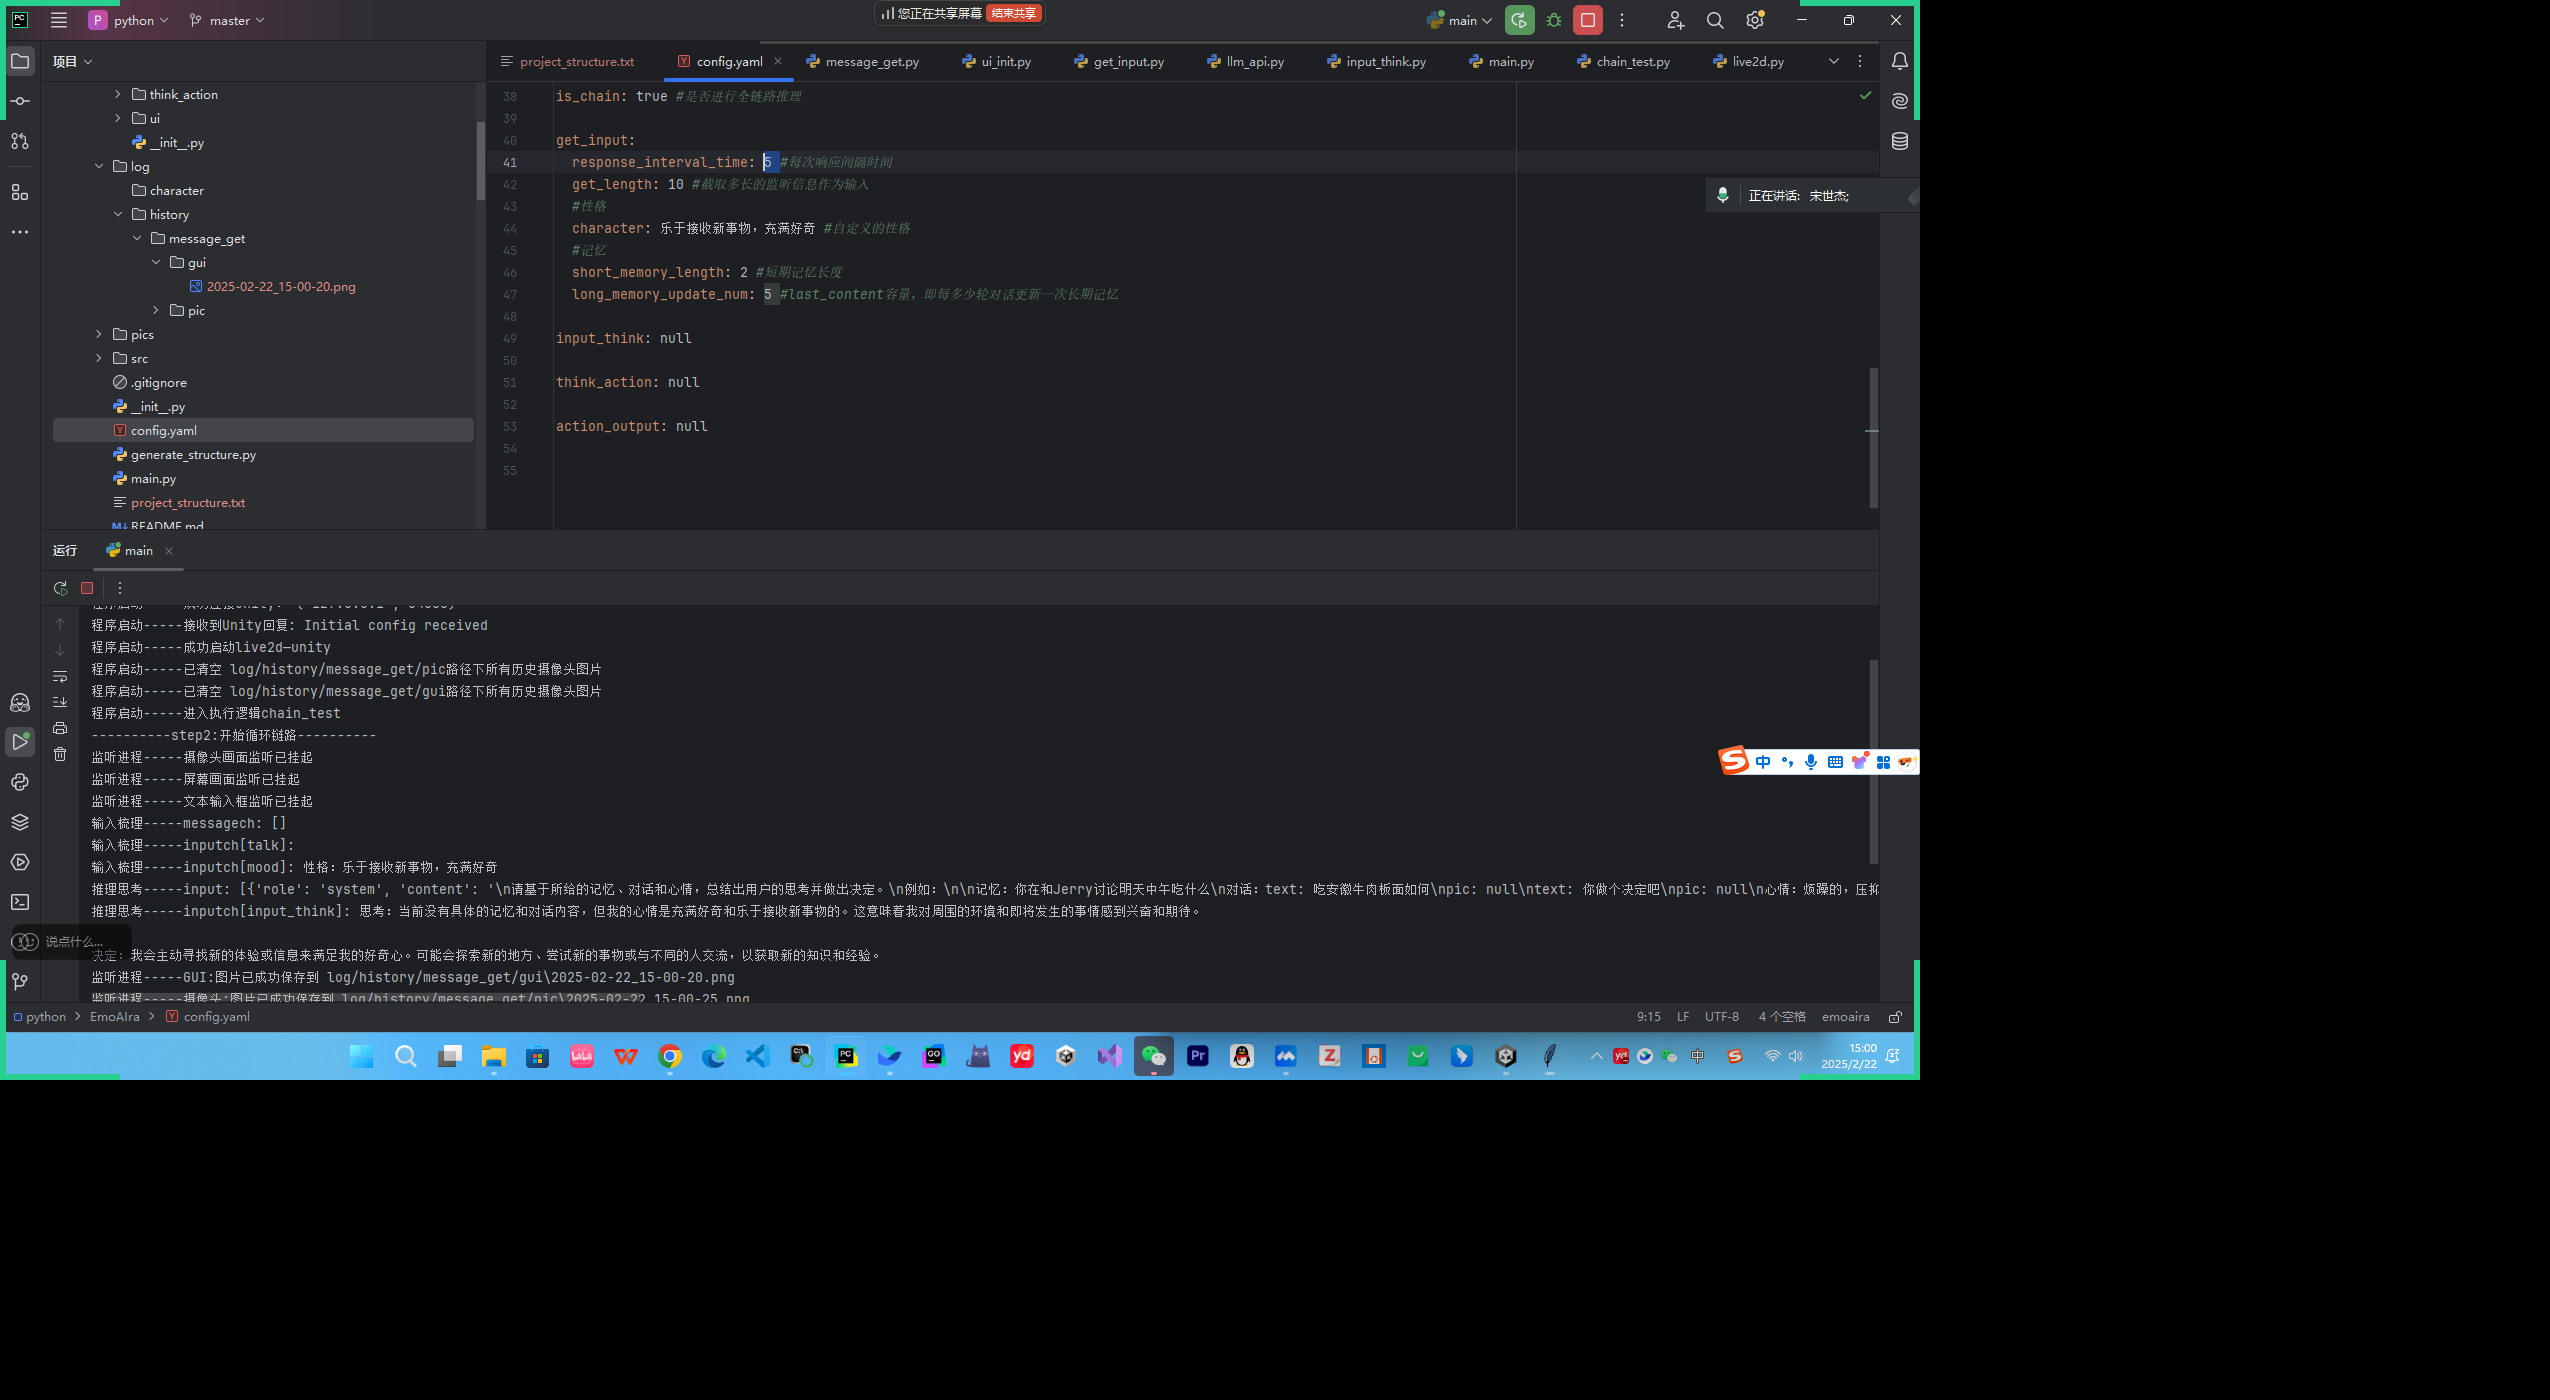 python
master
您正在共享屏幕 结束共享
main
项目
project_structure.txt
config.yaml
message_get.py
ui_init.py
get_input.py
llm_api.py
input_think.py
main.py
chain_test.py
live2d.py
think_action
ui
__init__.py
log
character
history
message_get
gui
2025-02-22_15-00-20.png
pic
pics
src
.gitignore
__init__.py
config.yaml
generate_structure.py
main.py
project_structure.txt
README.md
38 is_chain: true #是否进行全链路推理
39
40 get_input:
41 response_interval_time: 5 #每次响应间隔时间
42 get_length: 10 #截取多长的监听信息作为输入
43 #性格
44 character: 乐于接收新事物，充满好奇 #自定义的性格
45 #记忆
46 short_memory_length: 2 #短期记忆长度
47 long_memory_update_num: 5 #last_content容量，即每多少轮对话更新一次长期记忆
48
49 input_think: null
50
51 think_action: null
52
53 action_output: null
54
55
正在讲话: 宋世杰;
运行 main
程序启动-----接收到Unity回复: Initial config received
程序启动-----成功启动live2d—unity
程序启动-----已清空 log/history/message_get/pic路径下所有历史摄像头图片
程序启动-----已清空 log/history/message_get/gui路径下所有历史摄像头图片
程序启动-----进入执行逻辑chain_test
----------step2:开始循环链路----------
监听进程-----摄像头画面监听已挂起
监听进程-----屏幕画面监听已挂起
监听进程-----文本输入框监听已挂起
输入梳理-----messagech: []
输入梳理-----inputch[talk]:
输入梳理-----inputch[mood]: 性格：乐于接收新事物，充满好奇
推理思考-----input: [{'role': 'system', 'content': '\n请基于所给的记忆、对话和心情，总结出用户的思考并做出决定。\n例如：\n\n记忆：你在和Jerry讨论明天中午吃什么\n对话：text: 吃安徽牛肉板面如何\npic: null\ntext: 你做个决定吧\npic: null\n心情：烦躁的，压抑
推理思考-----inputch[input_think]: 思考：当前没有具体的记忆和对话内容，但我的心情是充满好奇和乐于接收新事物的。这意味着我对周围的环境和即将发生的事情感到兴奋和期待。
说点什么...
决定：我会主动寻找新的体验或信息来满足我的好奇心。可能会探索新的地方、尝试新的事物或与不同的人交流，以获取新的知识和经验。
监听进程-----GUI:图片已成功保存到 log/history/message_get/gui\2025-02-22_15-00-20.png
监听进程-----摄像头:图片已成功保存到 log/history/message_get/pic\2025-02-22_15-00-25.png
python > EmoAIra > config.yaml
9:15 LF UTF-8 4 个空格 emoaira
中
15:00
2025/2/22